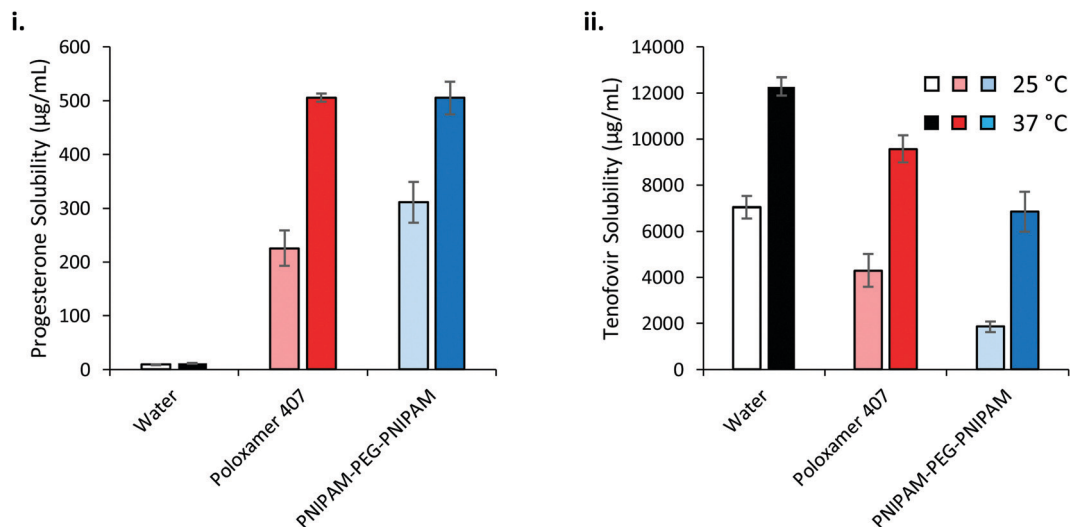 i.
Progesterone Solubility (µg/mL)
600
500
400
300
200
100
0
Water
Poloxamer 407
PNIPAM-PEG-PNIPAM
ii.
Tenofovir Solubility (µg/mL)
14000
12000
10000
8000
6000
4000
2000
0
Water
Poloxamer 407
PNIPAM-PEG-PNIPAM
25 °C
37 °C